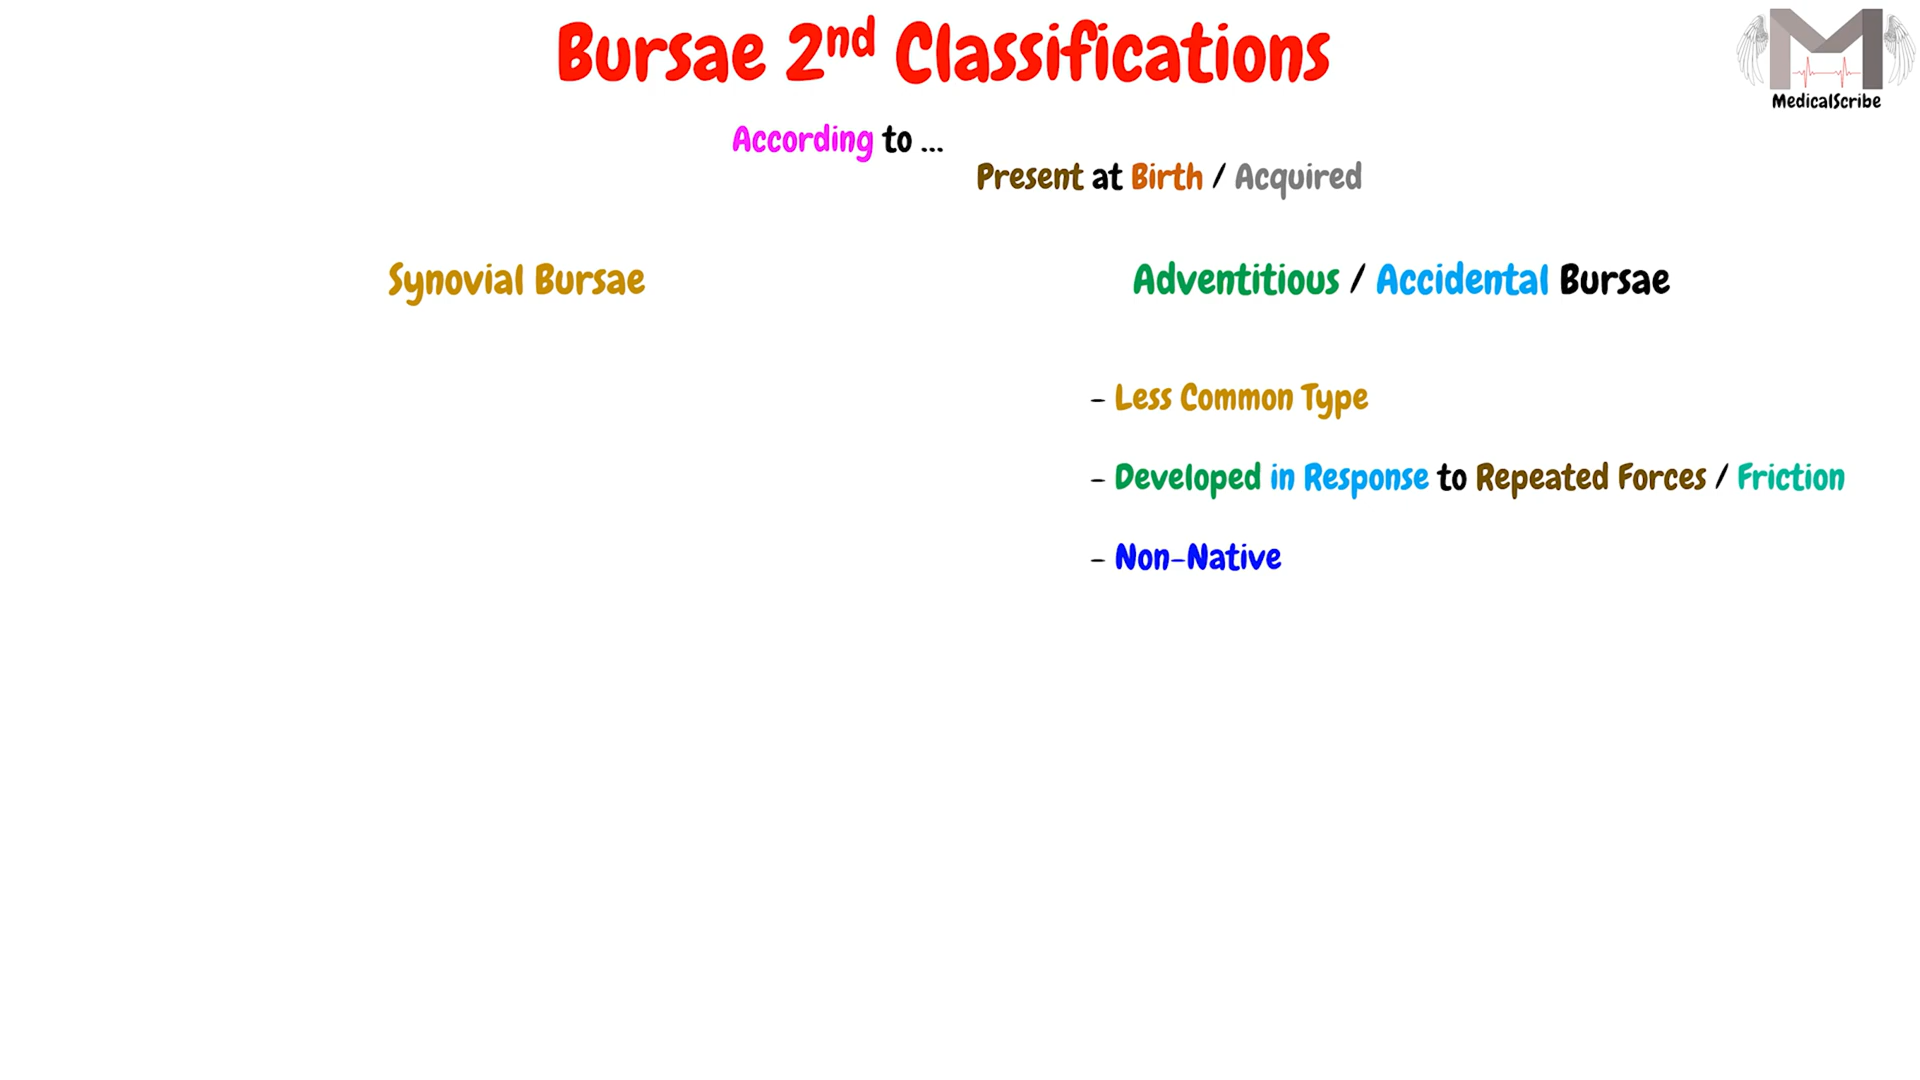 Bursae 2nd Classifications
MedicalScribe
According to ...
Present at Birth / Acquired
Synovial Bursae
Adventitious / Accidental Bursae
- Less Common Type
- Developed in Response to Repeated Forces / Friction
- Non-Native